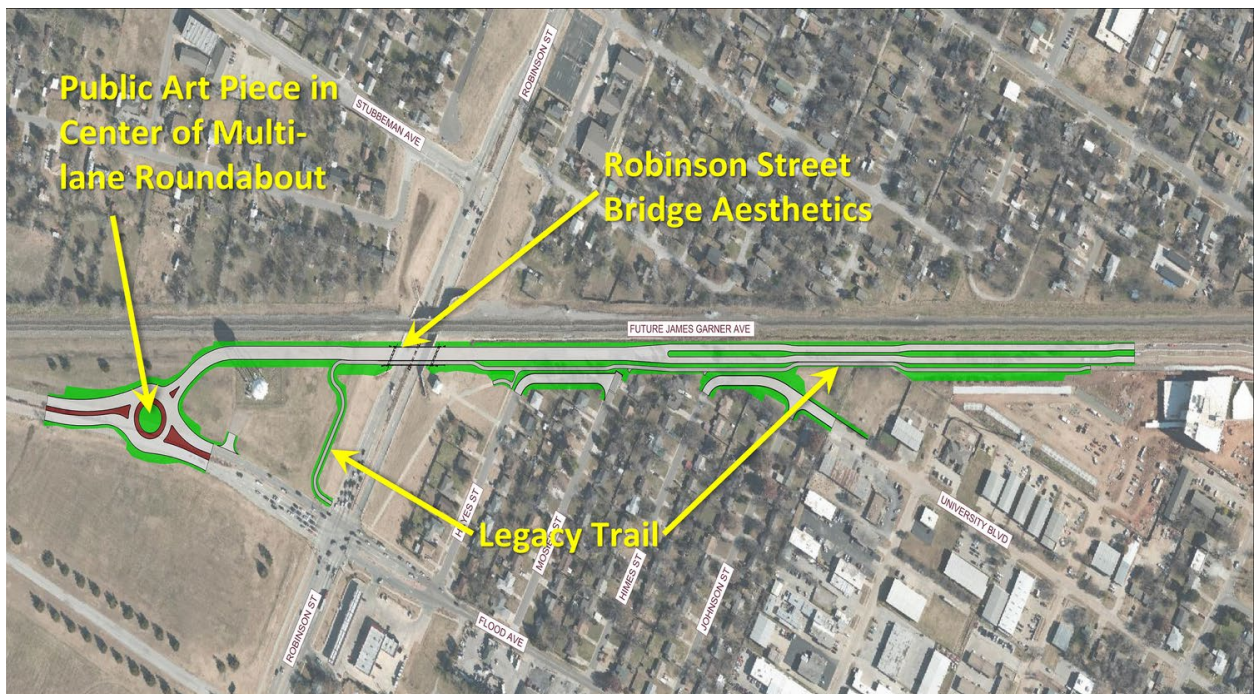 Public Art Piece in
Center of Multi-
lane Roundabout
STUBBEMAN AVE
ROBINSON ST
Robinson Street
Bridge Aesthetics
FUTURE JAMES GARNER AVE
Legacy Trail
HAYES ST
MOSIER ST
HIMES ST
JOHNSON ST
UNIVERSITY BLVD
ROBINSON ST
FLOOD AVE